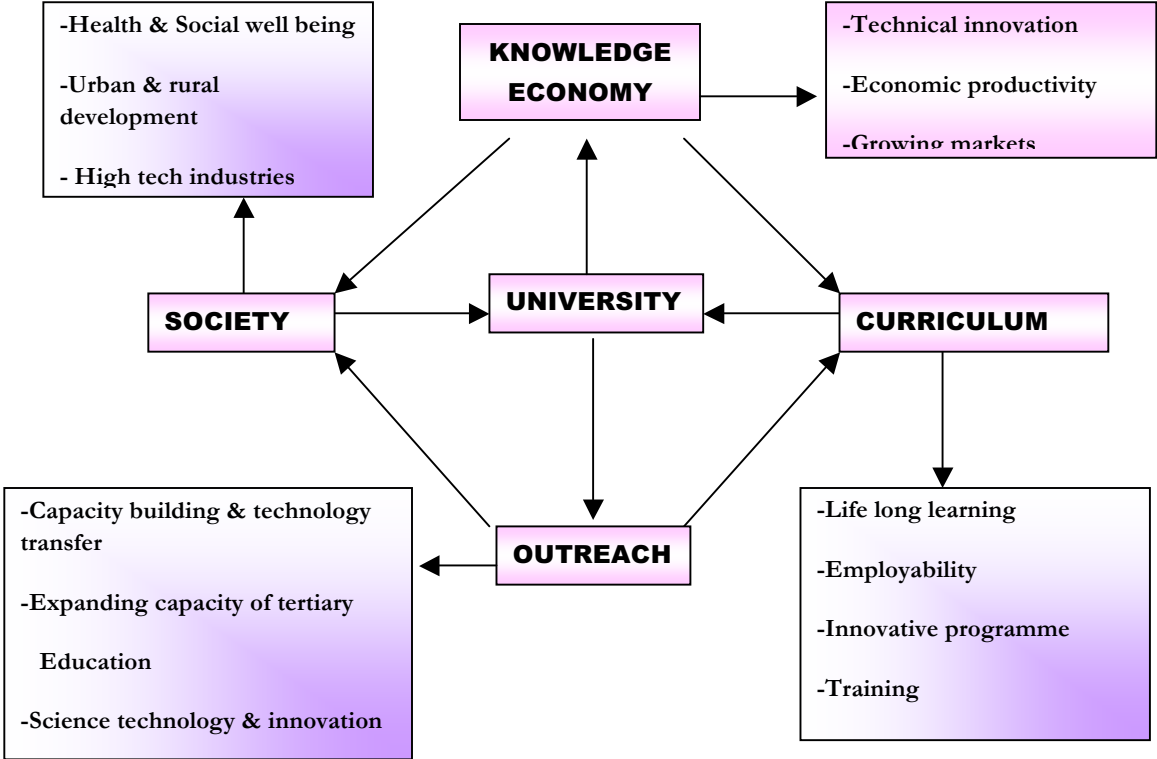 -Health & Social well being
-Urban & rural
development
- High tech industries
KNOWLEDGE
ECONOMY
-Technical innovation
-Economic productivity
-Growing markets
SOCIETY
UNIVERSITY
CURRICULUM
-Capacity building & technology
transfer
-Expanding capacity of tertiary
Education
-Science technology & innovation
OUTREACH
-Life long learning
-Employability
-Innovative programme
-Training